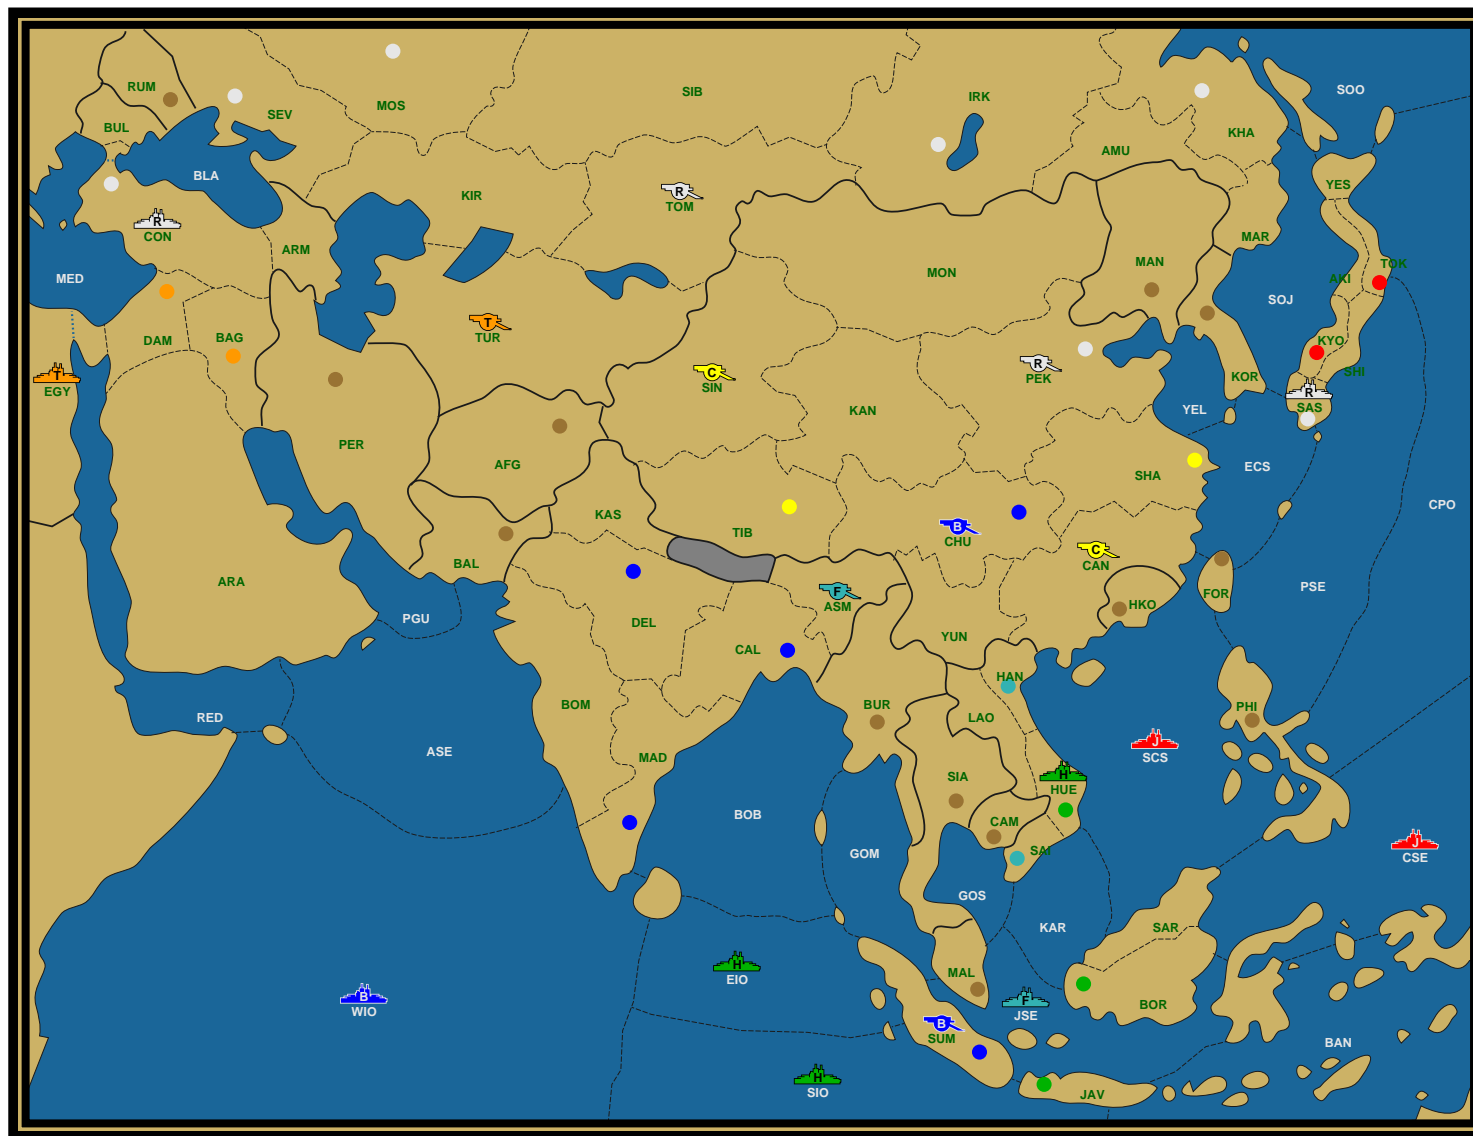 SOO
RUM
SIB
IRK
MOS
SEV
BUL
KHA
AMU
BLA
YES
KIR
R
TOM
R
CON
MAR
ARM
MAN
TOK
MON
MED
AKI
SOJ
T
TUR
BAG
DAM
KYO
R
PEK
SHI
C
SIN
KOR
T
EGY
R
SAS
YEL
KAN
PER
AFG
ECS
SHA
CPO
KAS
B
CHU
TIB
C
CAN
BAL
ARA
PSE
F
ASM
FOR
HKO
PGU
DEL
YUN
CAL
HAN
BUR
BOM
PHI
RED
LAO
J
SCS
ASE
MAD
SIA
H
HUE
BOB
CAM
J
CSE
SAI
GOM
GOS
KAR
SAR
H
EIO
MAL
B
WIO
F
JSE
BOR
B
SUM
BAN
H
SIO
JAV